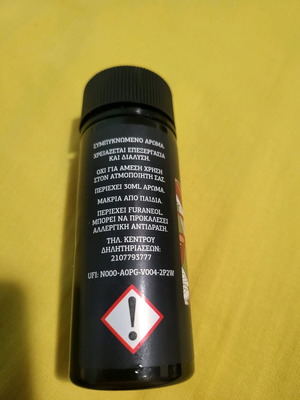 ΣΥΜΠΥΚΝΩΜΕΝΟ ΑΡΩΜΑ.
ΧΡΕΙΑΖΕΤΑΙ ΕΠΕΞΕΡΓΑΣΙΑ
ΚΑΙ ΔΙΑΛΥΣΗ.
ΟΧΙ ΓΙΑ ΑΜΕΣΗ ΧΡΗΣΗ
ΣΤΟΝ ΑΤΜΟΠΟΙΗΤΗ ΣΑΣ.
ΠΕΡΙΕΧΕΙ 30ML ΑΡΩΜΑ.
ΜΑΚΡΙΑ ΑΠΟ ΠΑΙΔΙΑ.
ΠΕΡΙΕΧΕΙ FURANEOL.
ΜΠΟΡΕΙ ΝΑ ΠΡΟΚΑΛΕΣΕΙ
ΑΛΛΕΡΓΙΚΗ ΑΝΤΙΔΡΑΣΗ.
ΤΗΛ. ΚΕΝΤΡΟΥ
ΔΗΛΗΤΗΡΙΑΣΕΩΝ:
2107793777
UFI: N000-A0PG-V004-2P2W